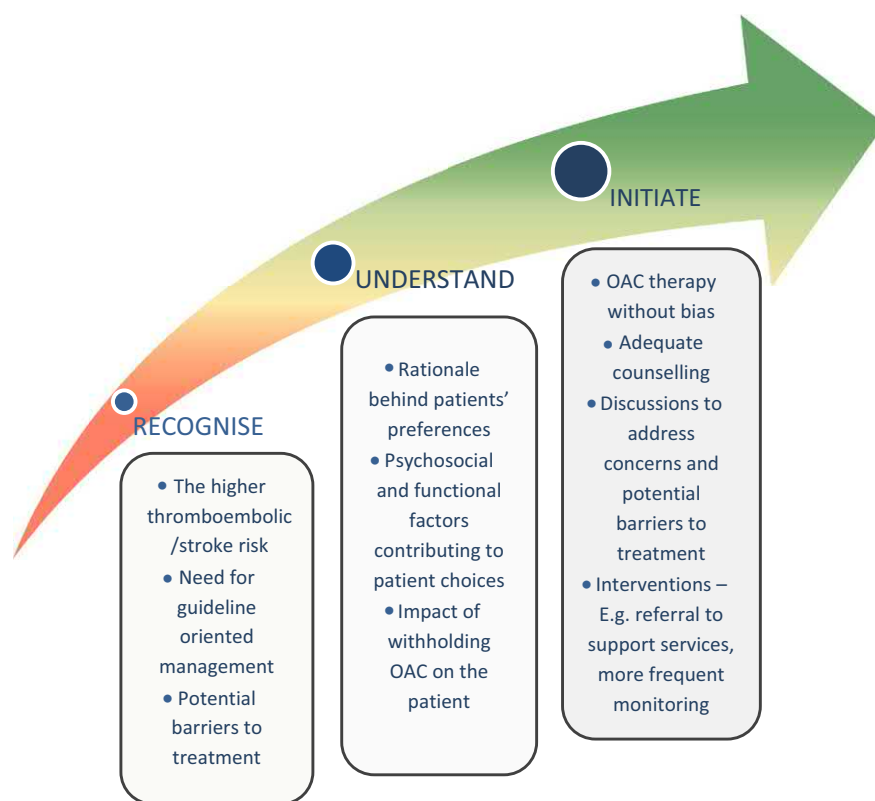 RECOGNISE
• The higher
thromboembolic
/stroke risk
• Need for
guideline
oriented
management
• Potential
barriers to
treatment
UNDERSTAND
• Rationale
behind patients’
preferences
• Psychosocial
and functional
factors
contributing to
patient choices
• Impact of
withholding
OAC on the
patient
INITIATE
• OAC therapy
without bias
• Adequate
counselling
• Discussions to
address
concerns and
potential
barriers to
treatment
• Interventions –
E.g. referral to
support services,
more frequent
monitoring